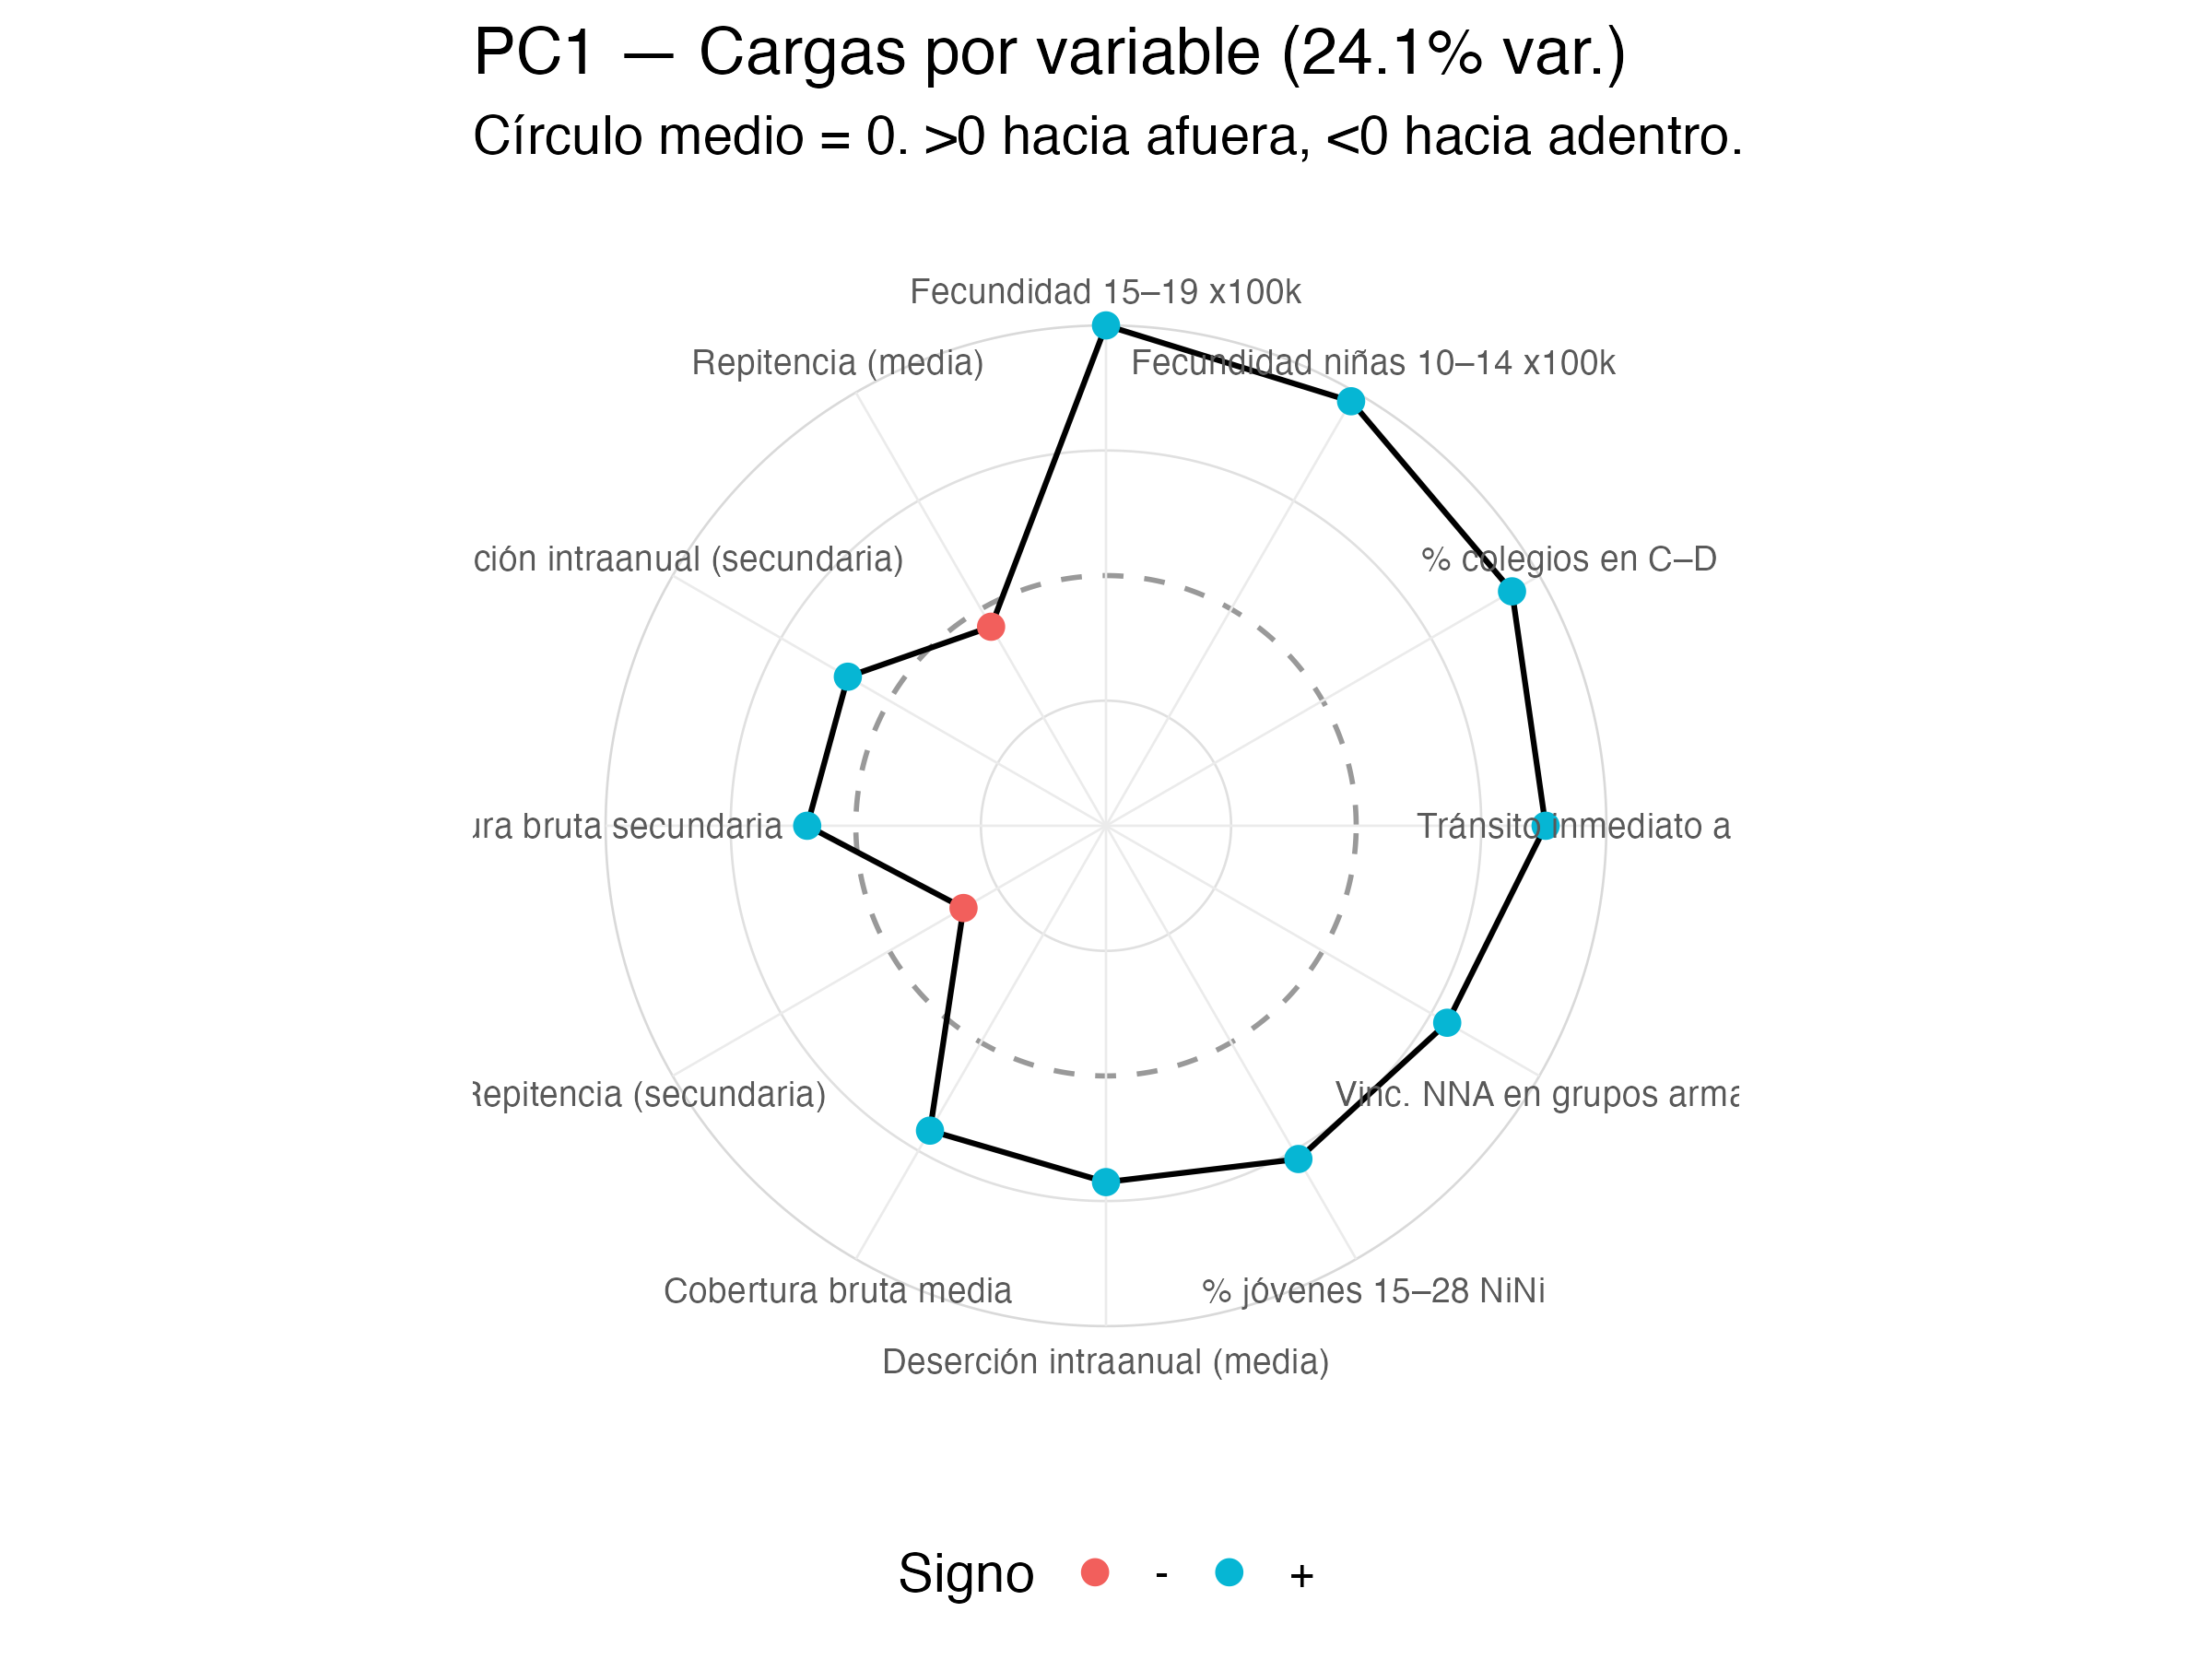 PC1 — Cargas por variable (24.1% var.)
Círculo medio = 0. >0 hacia afuera, <0 hacia adentro.
Fecundidad 15–19 x100k
Repitencia (media)
Fecundidad niñas 10–14 x100k
ción intraanual (secundaria)
% colegios en C–D
ura bruta secundaria
Tránsito inmediato a
Repitencia (secundaria)
Vinc. NNA en grupos arma
Cobertura bruta media
% jóvenes 15–28 NiNi
Deserción intraanual (media)
Signo - +